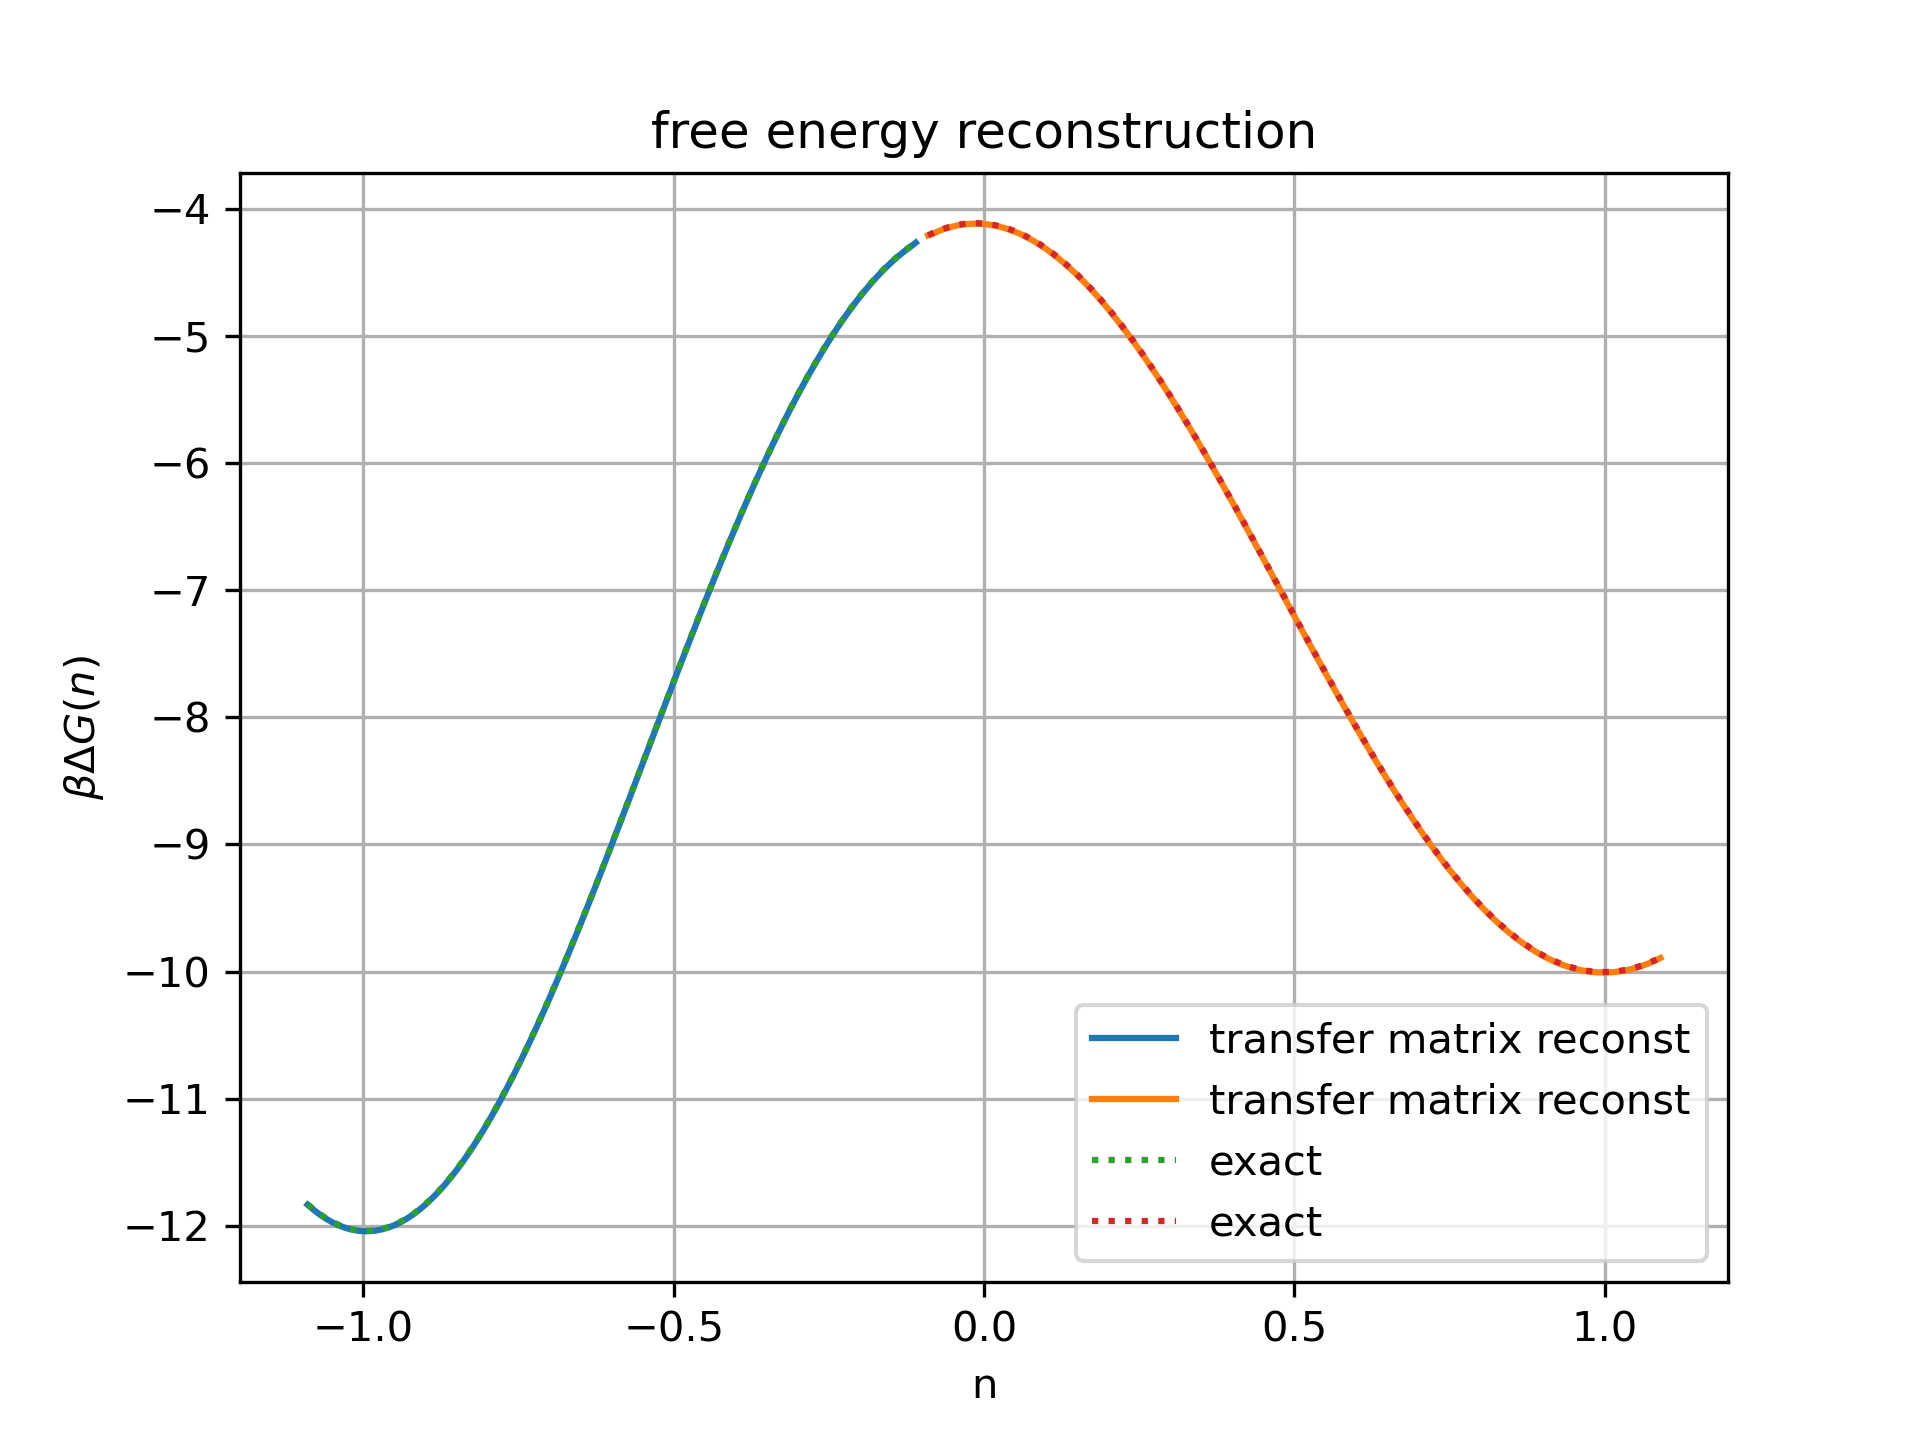 free energy reconstruction
βΔG(n)
−4
−5
−6
−7
−8
−9
−10
−11
−12
transfer matrix reconst
transfer matrix reconst
exact
exact
−1.0
−0.5
0.0
0.5
1.0
n